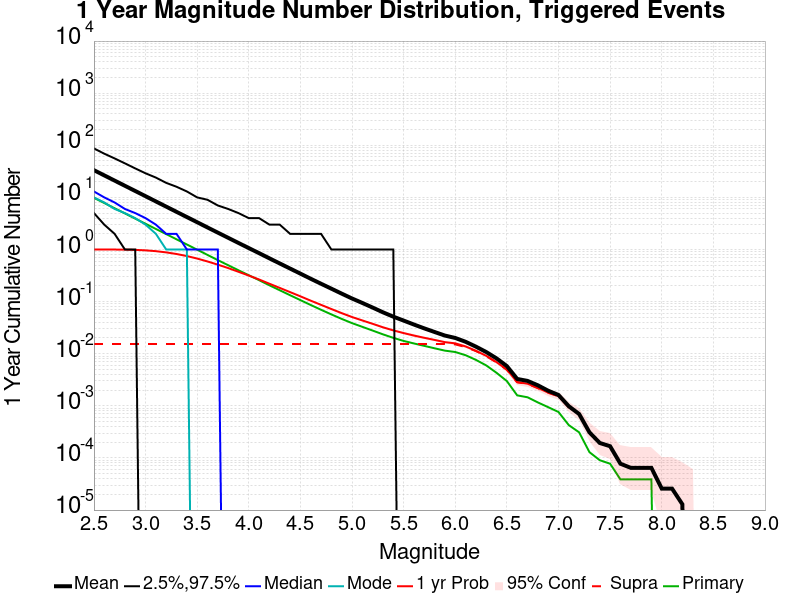 1 Year Magnitude Number Distribution, Triggered Events
10^4
10^3
10^2
10^1
10^0
10^-1
10^-2
10^-3
10^-4
10^-5
1 Year Cumulative Number
2.5 3.0 3.5 4.0 4.5 5.0 5.5 6.0 6.5 7.0 7.5 8.0 8.5 9.0
Magnitude
Mean 2.5%,97.5% Median Mode 1 yr Prob 95% Conf Supra Primary